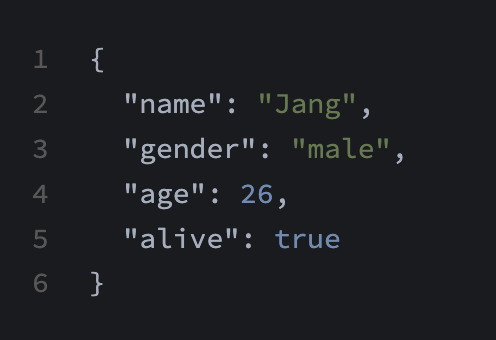 1 {
2   "name": "Jang",
3   "gender": "male",
4   "age": 26,
5   "alive": true
6 }